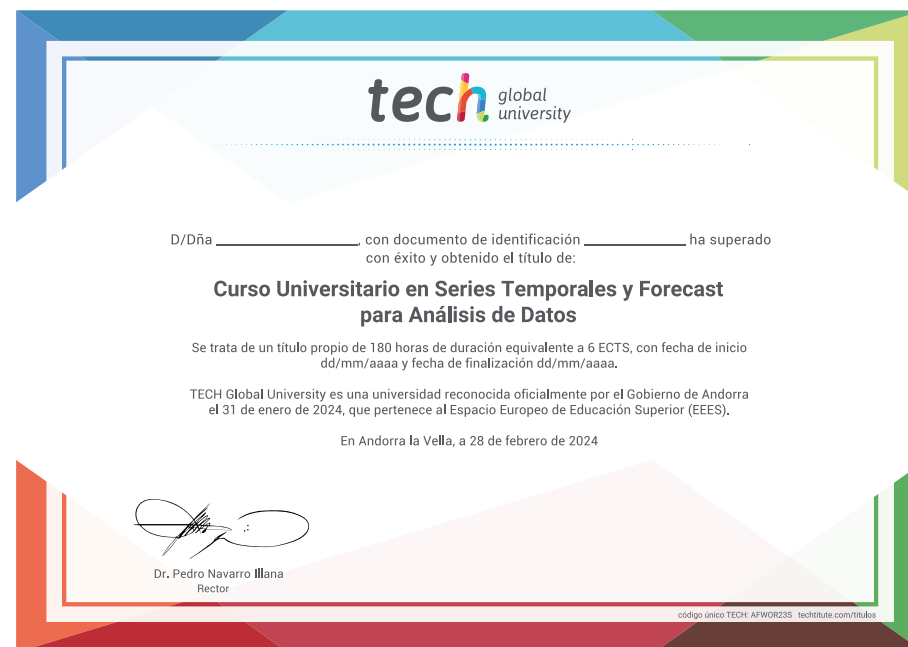 tech global university
D/Dña ____________________, con documento de identificación ______________ ha superado
con éxito y obtenido el título de:
Curso Universitario en Series Temporales y Forecast
para Análisis de Datos
Se trata de un título propio de 180 horas de duración equivalente a 6 ECTS, con fecha de inicio
dd/mm/aaaa y fecha de finalización dd/mm/aaaa.
TECH Global University es una universidad reconocida oficialmente por el Gobierno de Andorra
el 31 de enero de 2024, que pertenece al Espacio Europeo de Educación Superior (EEES).
En Andorra la Vella, a 28 de febrero de 2024
Dr. Pedro Navarro Illana
Rector
código único TECH: AFWOR23S techtitute.com/titulos